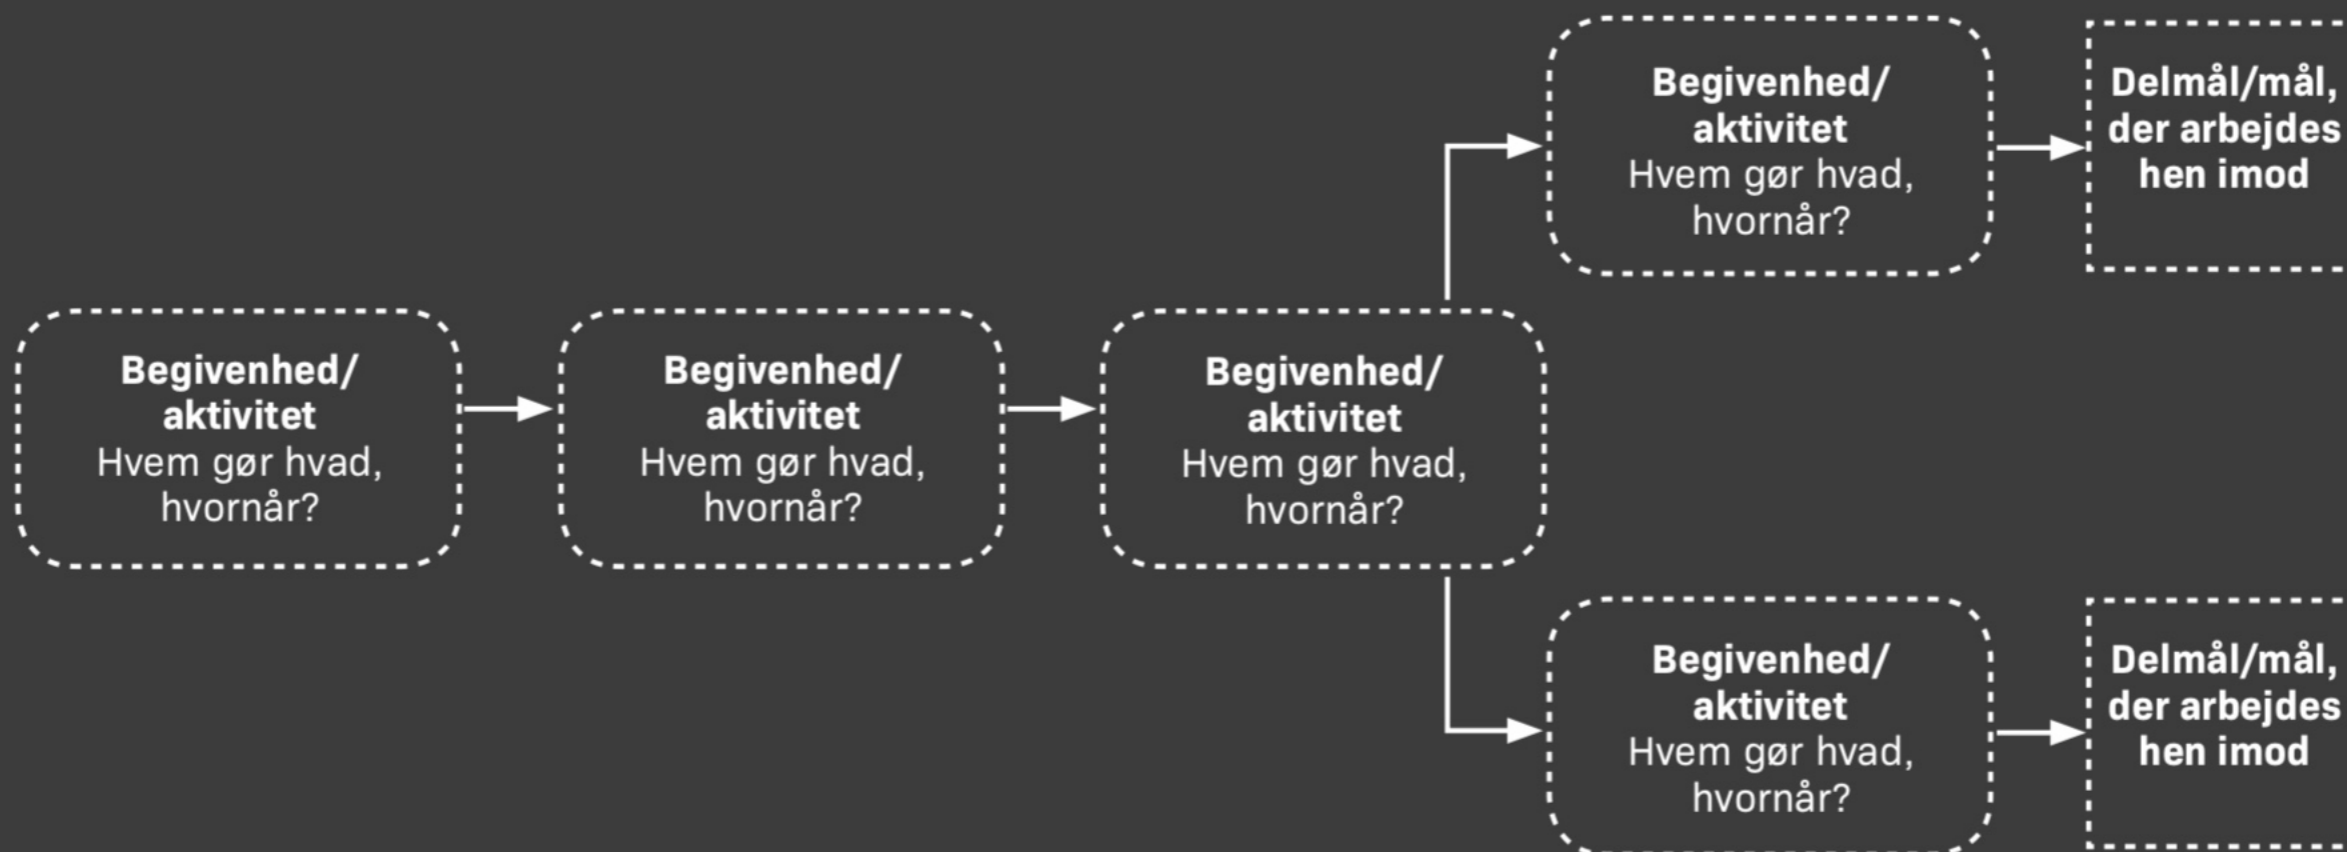 Begivenhed/
aktivitet
Hvem gør hvad,
hvornår?
Begivenhed/
aktivitet
Hvem gør hvad,
hvornår?
Begivenhed/
aktivitet
Hvem gør hvad,
hvornår?
Begivenhed/
aktivitet
Hvem gør hvad,
hvornår?
Delmål/mål,
der arbejdes
hen imod
Begivenhed/
aktivitet
Hvem gør hvad,
hvornår?
Delmål/mål,
der arbejdes
hen imod